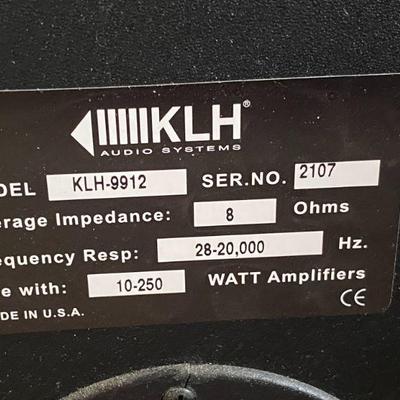 KLH®
AUDIO SYSTEMS
ODEL KLH-9912 SER.NO. 2107
erage Impedance: 8 Ohms
equency Resp: 28-20,000 Hz.
e with: 10-250 WATT Amplifiers
DE IN U.S.A. CE